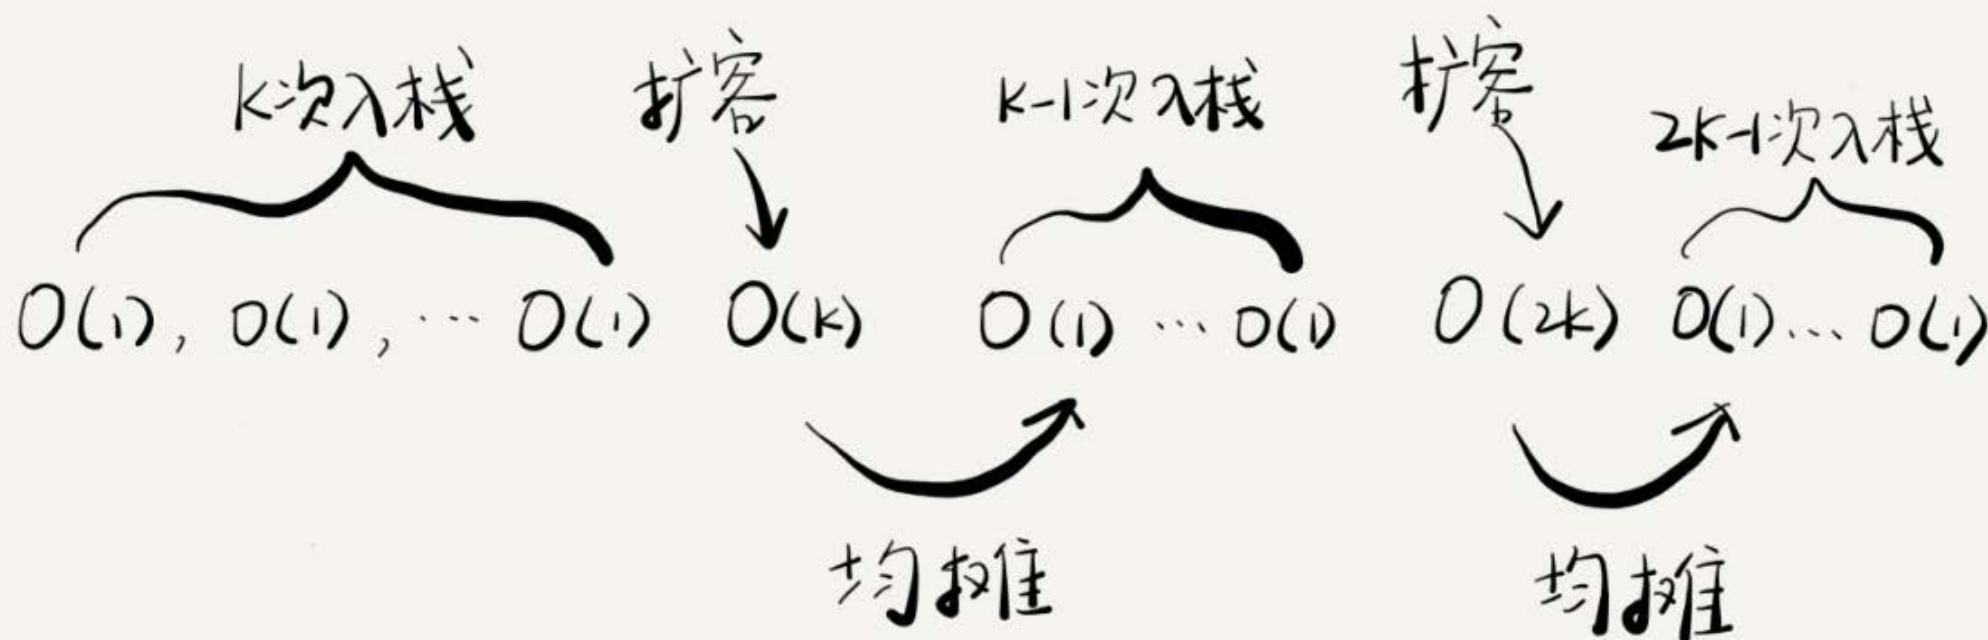 K次入栈 扩容 K-1次入栈 扩容 2K-1次入栈
O(1), O(1), … O(1) O(K) O(1) … O(1) O(2K) O(1)… O(1)
均摊 均摊